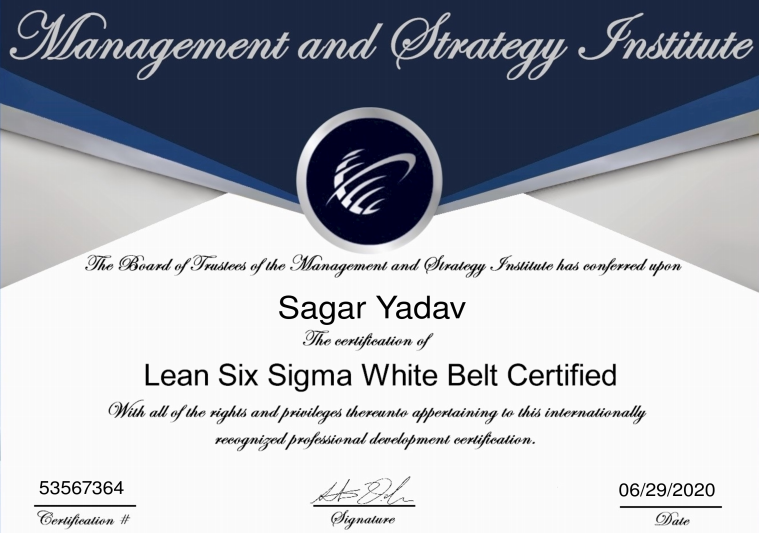 Management and Strategy Institute
The Board of Trustees of the Management and Strategy Institute has conferred upon
Sagar Yadav
The certification of
Lean Six Sigma White Belt Certified
With all of the rights and privileges thereunto appertaining to this internationally
recognized professional development certification.
53567364
06/29/2020
Certification #
Signature
Date